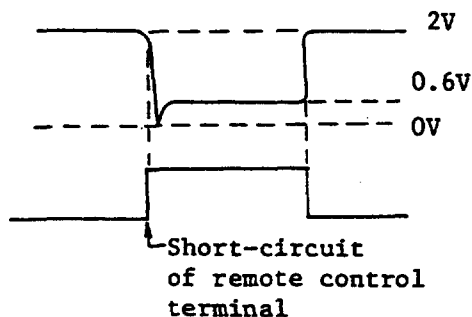 2V
0.6V
0V
Short-circuit
of remote control
terminal